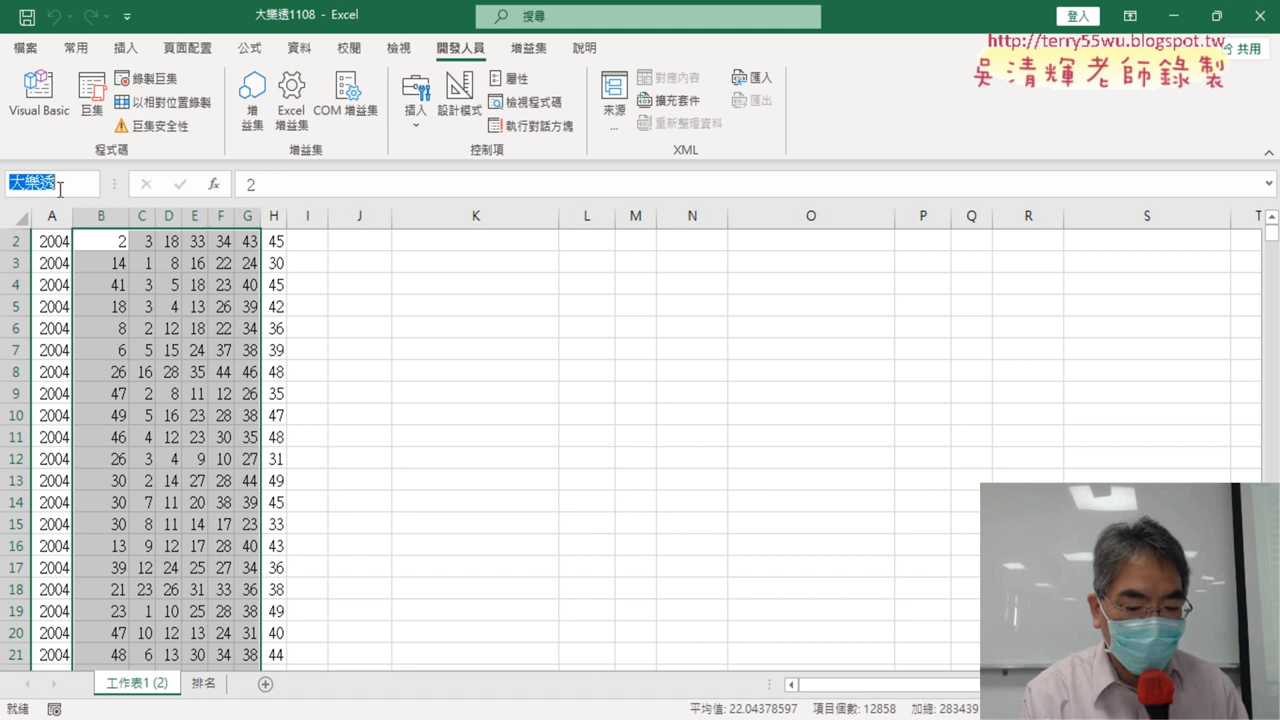 大樂透1108 - Excel
搜尋
登入
檔案 常用 插入 頁面配置 公式 資料 校閱 檢視 開發人員 增益集 說明
共用
http://terry55wu.blogspot.tw
吳清輝老師錄製
Visual Basic
巨集
錄製巨集
以相對位置錄製
巨集安全性
程式碼
增益集
Excel 增益集
COM 增益集
增益集
插入
設計模式
屬性
檢視程式碼
執行對話方塊
控制項
來源
...
對應內容
擴充套件
重新整理資料
匯入
匯出
XML
大樂透
fx
2
A B C D E F G H I J K L M N O P Q R S T
2 2004 2 3 18 33 34 43 45
3 2004 14 1 8 16 22 24 30
4 2004 41 3 5 18 23 40 45
5 2004 18 3 4 13 26 39 42
6 2004 8 2 12 18 22 34 36
7 2004 6 5 15 24 37 38 39
8 2004 26 16 28 35 44 46 48
9 2004 47 2 8 11 12 26 35
10 2004 49 5 16 23 28 38 47
11 2004 46 4 12 23 30 35 48
12 2004 26 3 4 9 10 27 31
13 2004 30 2 14 27 28 44 49
14 2004 30 7 11 20 38 39 45
15 2004 30 8 11 14 17 23 33
16 2004 13 9 12 17 28 40 43
17 2004 39 12 24 25 27 34 36
18 2004 21 23 26 31 33 36 38
19 2004 23 1 10 25 28 38 49
20 2004 47 10 12 13 24 31 40
21 2004 48 6 13 30 34 38 44
工作表1 (2) 排名
就緒
平均值: 22.04378597 項目個數: 12858 加總: 283439